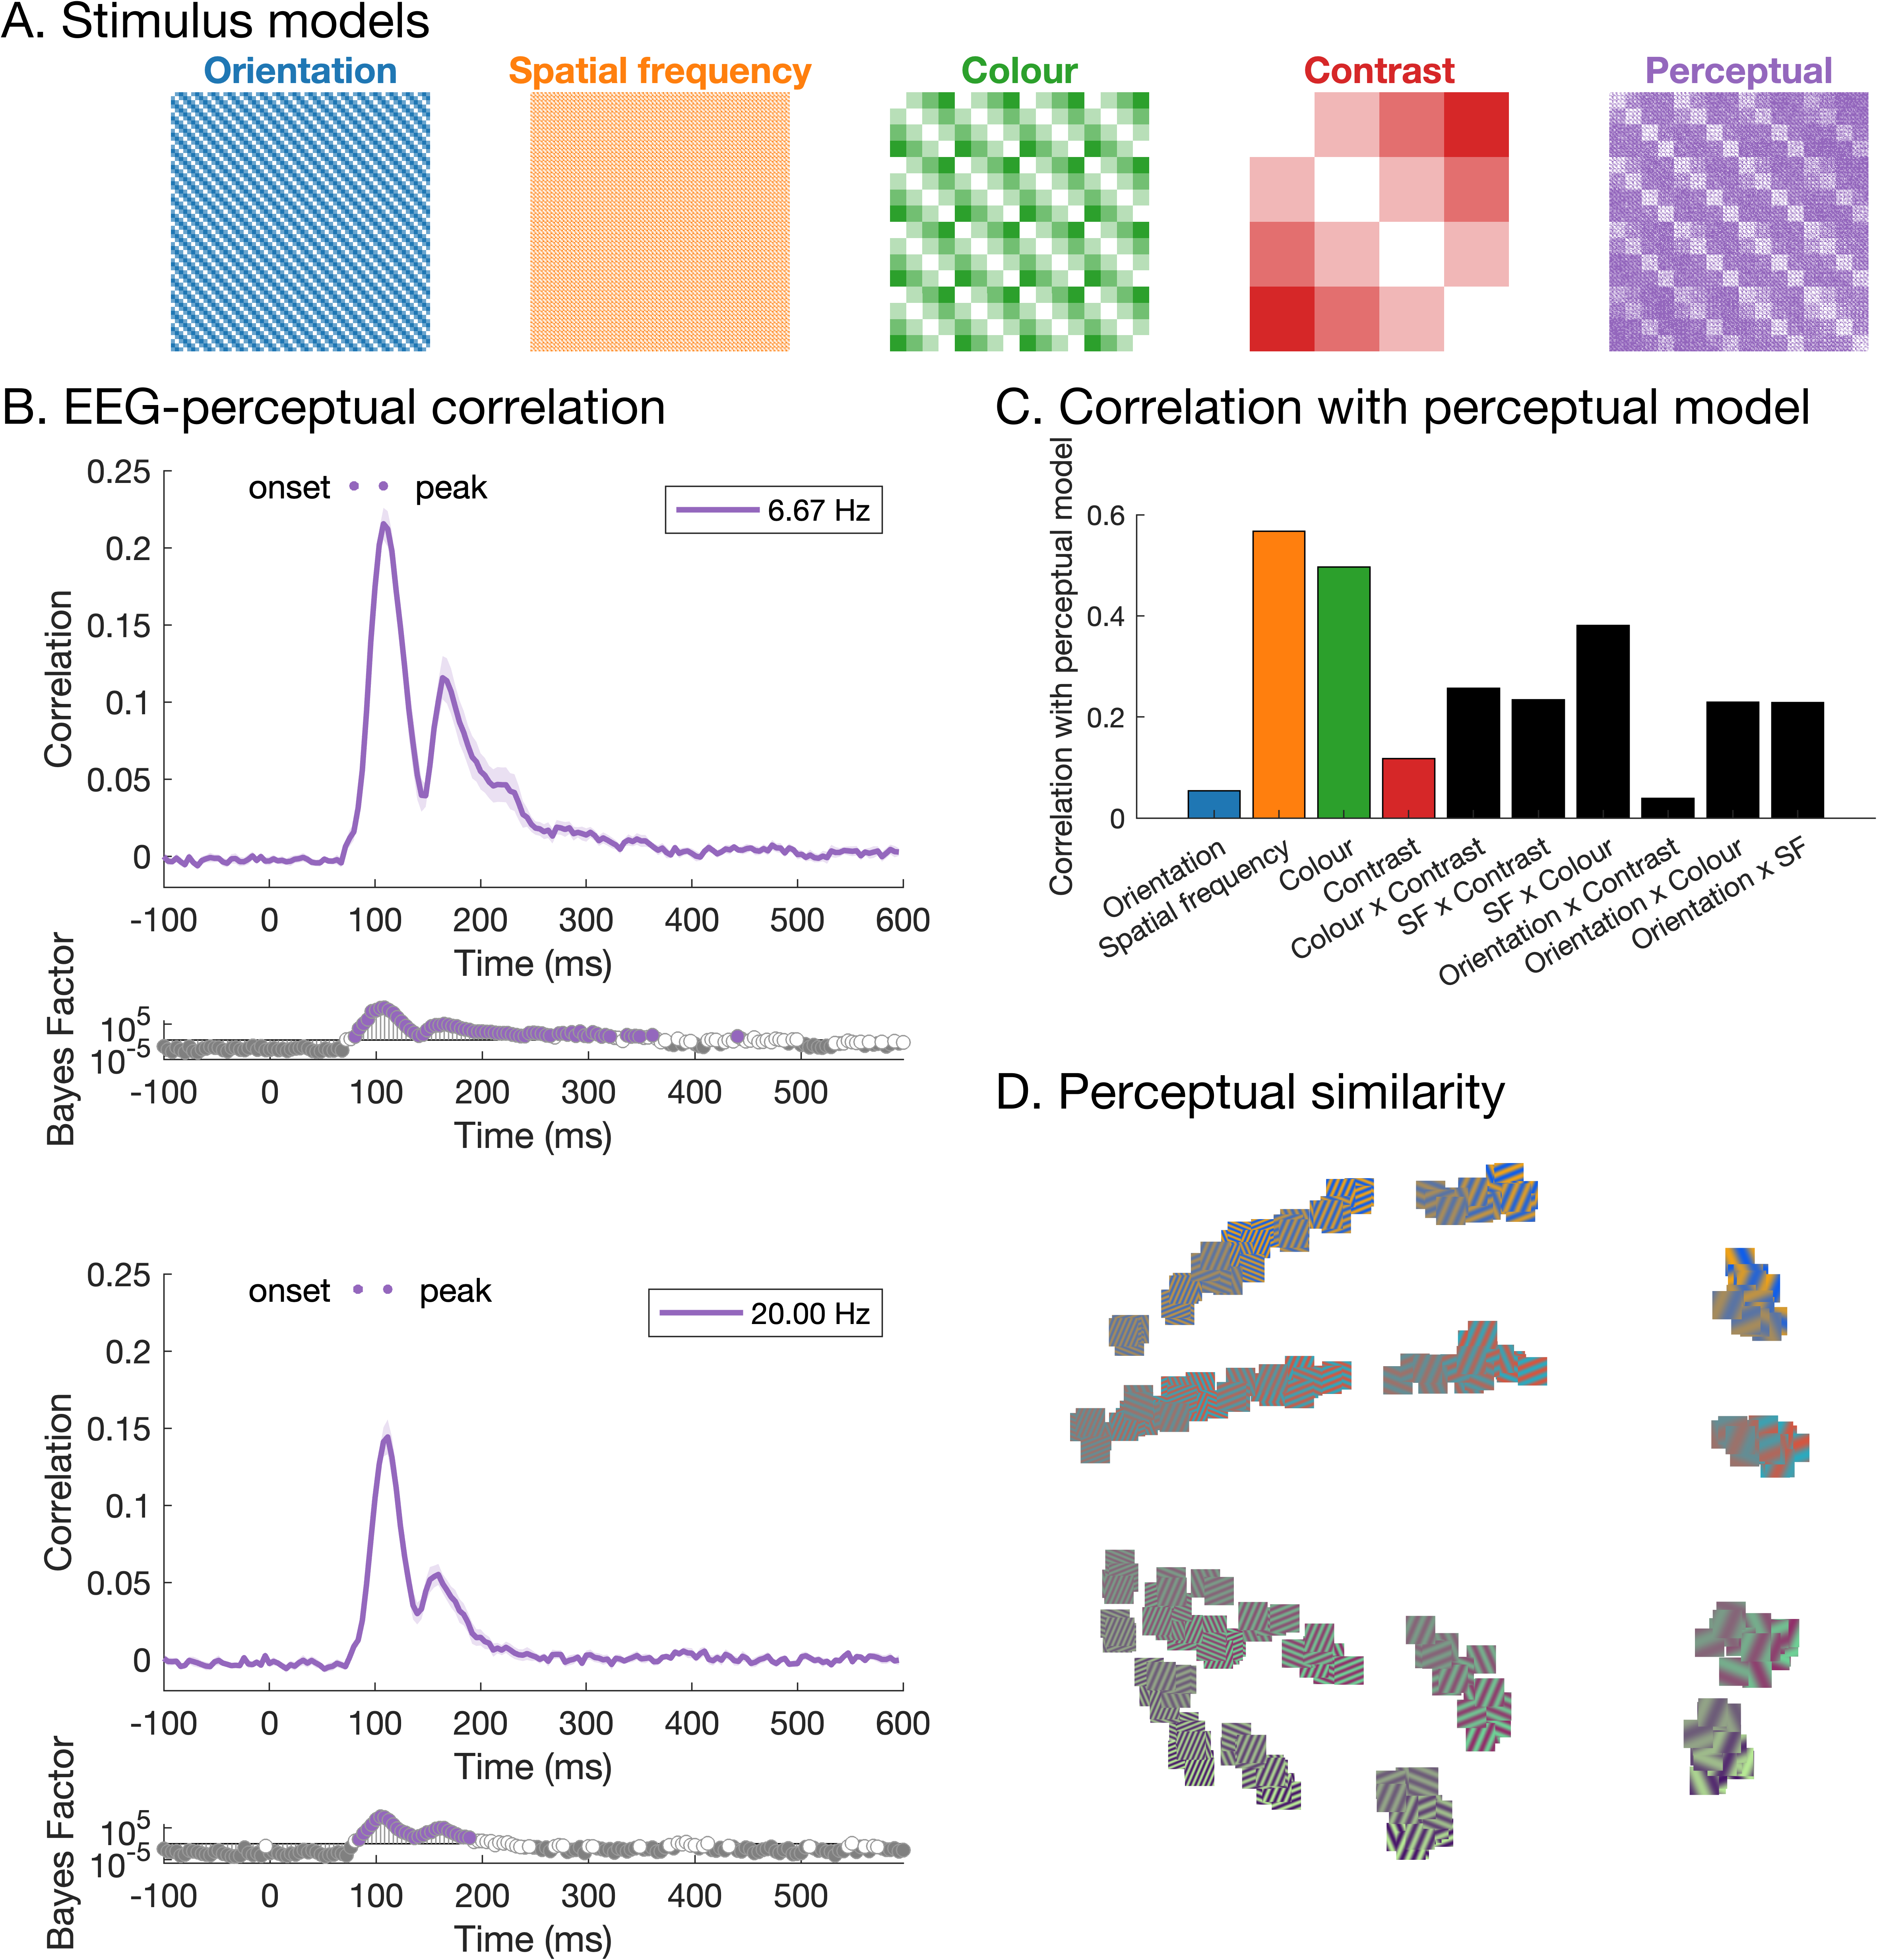 A. Stimulus models
Orientation
Spatial frequency
Colour
Contrast
Perceptual
B. EEG-perceptual correlation
0.25
0.2
0.15
0.1
0.05
0
Correlation
onset
peak
6.67 Hz
-100 0 100 200 300 400 500 600
Time (ms)
Bayes Factor
10^5
10^-5
-100 0 100 200 300 400 500
Time (ms)
0.25
0.2
0.15
0.1
0.05
0
Correlation
onset
peak
20.00 Hz
-100 0 100 200 300 400 500 600
Time (ms)
Bayes Factor
10^5
10^-5
-100 0 100 200 300 400 500
Time (ms)
C. Correlation with perceptual model
Correlation with perceptual model
0.6
0.4
0.2
0
Orientation
Spatial frequency
Colour
Contrast
Colour x Contrast
SF x Contrast
SF x Colour
Orientation x Contrast
Orientation x Colour
Orientation x SF
D. Perceptual similarity